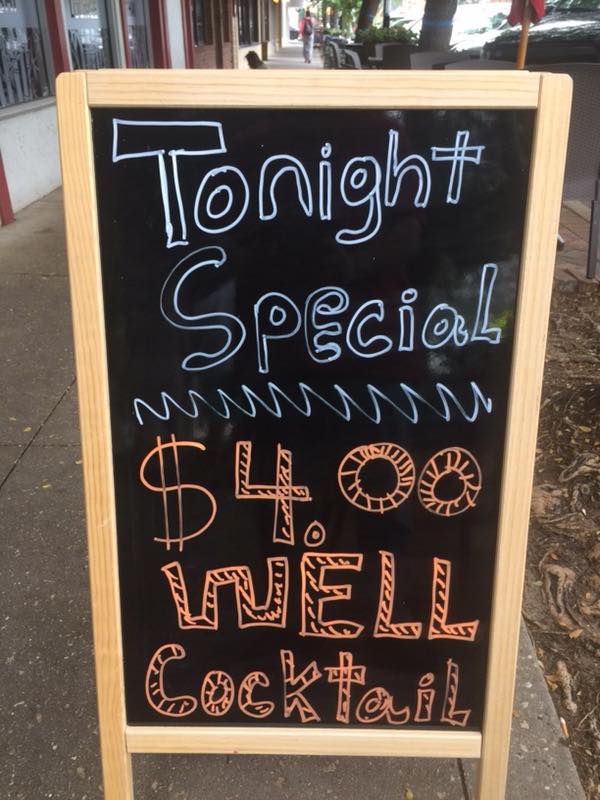 Tonight
Special
$4.00
WELL
Cocktail